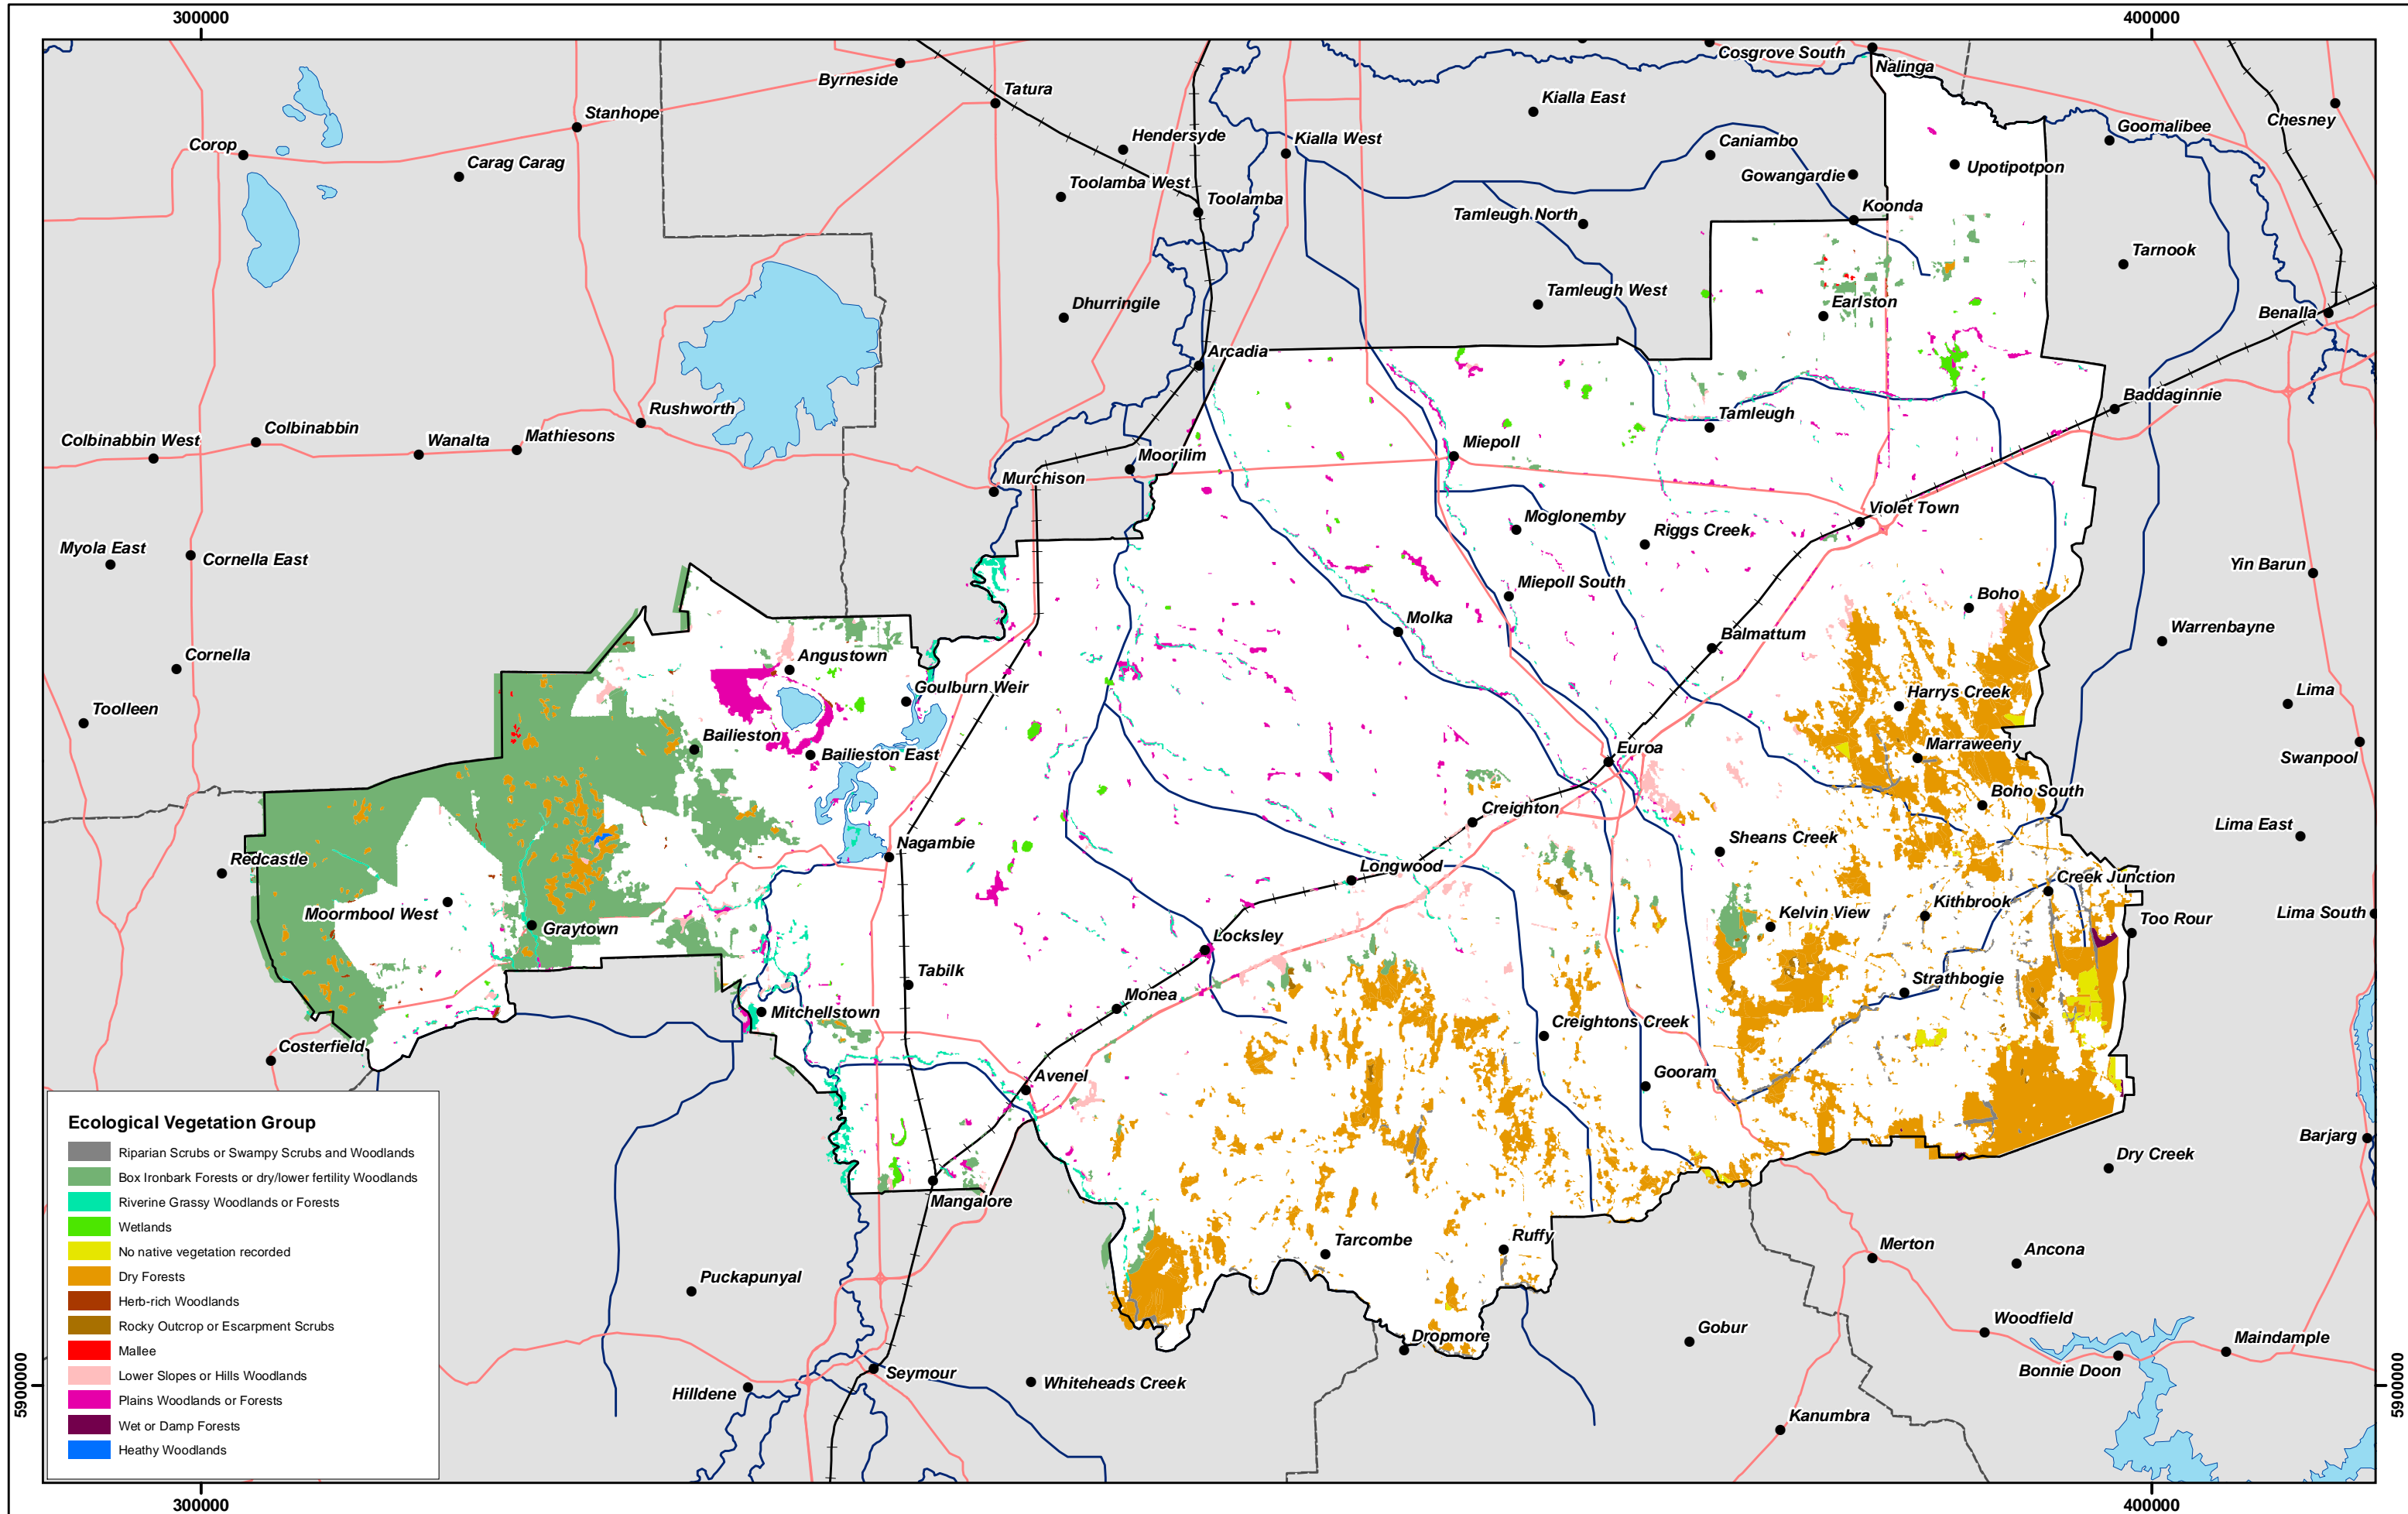 300000
400000
Cosgrove South
Nalinga
Byrneside
Tatura
Kialla East
Stanhope
Chesney
Goomalibee
Hendersyde
Kialla West
Caniambo
Corop
Carag Carag
Upotipotpon
Gowangardie
Toolamba West
Toolamba
Koonda
Tamleugh North
Tarnook
Tamleugh West
Earlston
Dhurringile
Benalla
Arcadia
Baddaginnie
Rushworth
Tamleugh
Colbinabbin
Colbinabbin West
Wanalta
Mathiesons
Miepoll
Moorilim
Murchison
Violet Town
Moglonemby
Riggs Creek
Myola East
Cornella East
Yin Barun
Miepoll South
Boho
Molka
Warrenbayne
Balmattum
Cornella
Angustown
Goulburn Weir
Harrys Creek
Lima
Toolleen
Bailieston
Bailieston East
Euroa
Marraweeny
Swanpool
Boho South
Creighton
Lima East
Sheans Creek
Nagambie
Redcastle
Longwood
Creek Junction
Moormbool West
Kelvin View
Kithbrook
Too Rour
Lima South
Graytown
Locksley
Tabilk
Strathbogie
Monea
Mitchellstown
Creightons Creek
Costerfield
Avenel
Gooram
Barjarg
Dry Creek
Mangalore
Ruffy
Tarcombe
Merton
Ancona
Puckapunyal
Woodfield
Gobur
Dropmore
Maindample
Bonnie Doon
Seymour
Hilldene
Whiteheads Creek
Kanumbra
Ecological Vegetation Group
Riparian Scrubs or Swampy Scrubs and Woodlands
Box Ironbark Forests or dry/lower fertility Woodlands
Riverine Grassy Woodlands or Forests
Wetlands
No native vegetation recorded
Dry Forests
Herb-rich Woodlands
Rocky Outcrop or Escarpment Scrubs
Mallee
Lower Slopes or Hills Woodlands
Plains Woodlands or Forests
Wet or Damp Forests
Heathy Woodlands
5900000
5900000
300000
400000